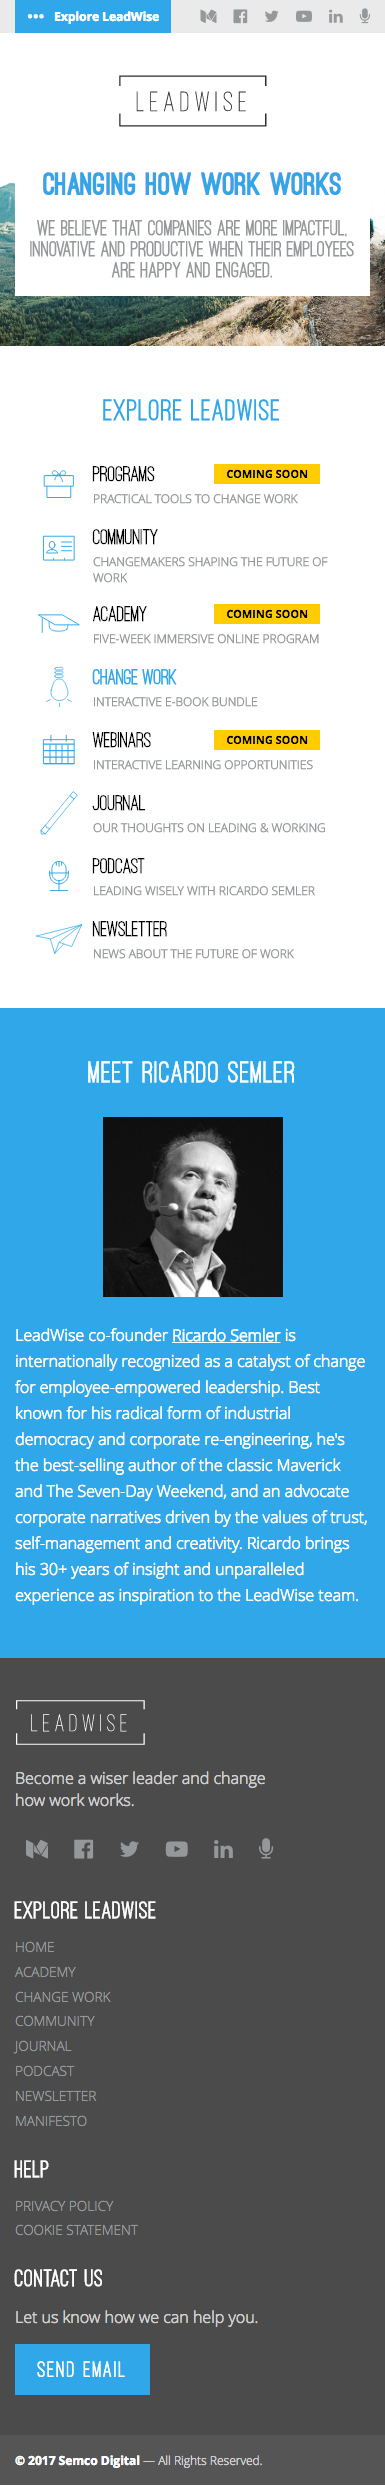 Explore LeadWise
LEADWISE
CHANGING HOW WORK WORKS
WE BELIEVE THAT COMPANIES ARE MORE IMPACTFUL,
INNOVATIVE AND PRODUCTIVE WHEN THEIR EMPLOYEES
ARE HAPPY AND ENGAGED.
EXPLORE LEADWISE
PROGRAMS COMING SOON
PRACTICAL TOOLS TO CHANGE WORK
COMMUNITY
CHANGEMAKERS SHAPING THE FUTURE OF
WORK
ACADEMY COMING SOON
FIVE-WEEK IMMERSIVE ONLINE PROGRAM
CHANGE WORK
INTERACTIVE E-BOOK BUNDLE
WEBINARS COMING SOON
INTERACTIVE LEARNING OPPORTUNITIES
JOURNAL
OUR THOUGHTS ON LEADING & WORKING
PODCAST
LEADING WISELY WITH RICARDO SEMLER
NEWSLETTER
NEWS ABOUT THE FUTURE OF WORK
MEET RICARDO SEMLER
LeadWise co-founder Ricardo Semler is
internationally recognized as a catalyst of change
for employee-empowered leadership. Best
known for his radical form of industrial
democracy and corporate re-engineering, he's
the best-selling author of the classic Maverick
and The Seven-Day Weekend, and an advocate
corporate narratives driven by the values of trust,
self-management and creativity. Ricardo brings
his 30+ years of insight and unparalleled
experience as inspiration to the LeadWise team.
LEADWISE
Become a wiser leader and change
how work works.
EXPLORE LEADWISE
HOME
ACADEMY
CHANGE WORK
COMMUNITY
JOURNAL
PODCAST
NEWSLETTER
MANIFESTO
HELP
PRIVACY POLICY
COOKIE STATEMENT
CONTACT US
Let us know how we can help you.
SEND EMAIL
© 2017 Semco Digital — All Rights Reserved.